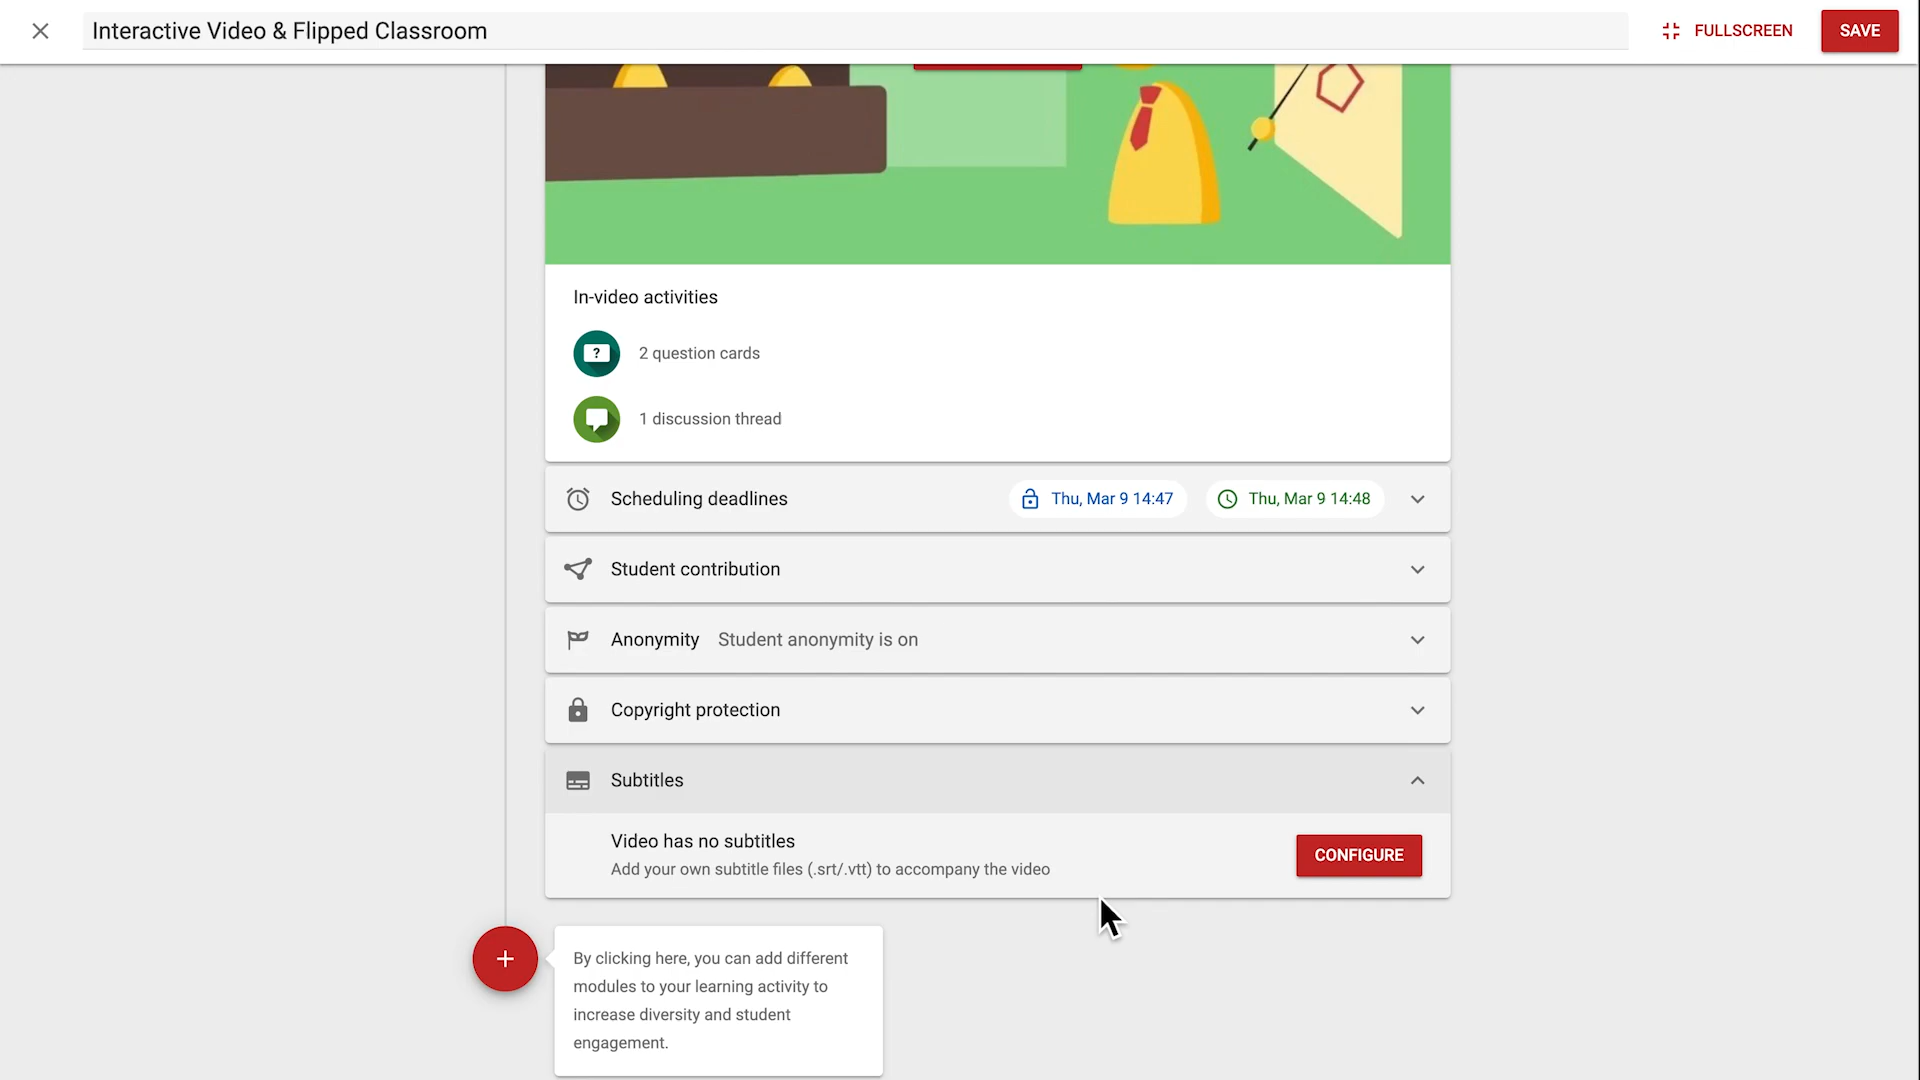 Interactive Video & Flipped Classroom
FULLSCREEN
SAVE
In-video activities
?
2 question cards
1 discussion thread
Scheduling deadlines
Thu, Mar 9 14:47
Thu, Mar 9 14:48
Student contribution
Anonymity
Student anonymity is on
Copyright protection
Subtitles
Video has no subtitles
Add your own subtitle files (.srt/.vtt) to accompany the video
CONFIGURE
By clicking here, you can add different
modules to your learning activity to
increase diversity and student
engagement.